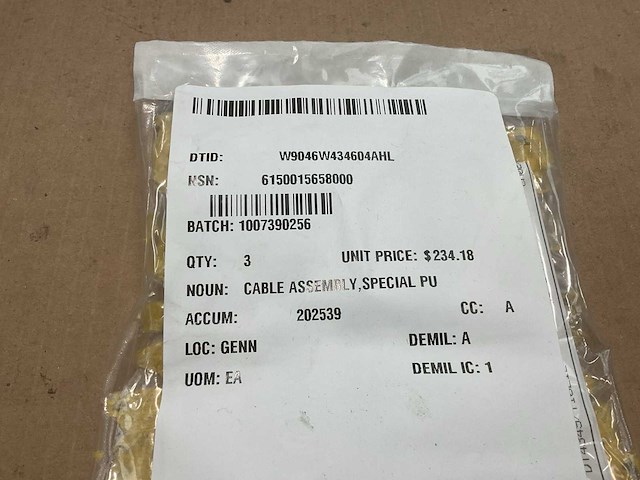 DTID: W9046W434604AHL
NSN: 6150015658000
BATCH: 1007390256
QTY: 3 UNIT PRICE: $234.18
NOUN: CABLE ASSEMBLY,SPECIAL PU
ACCUM: 202539 CC: A
LOC: GENN DEMIL: A
UOM: EA DEMIL IC: 1